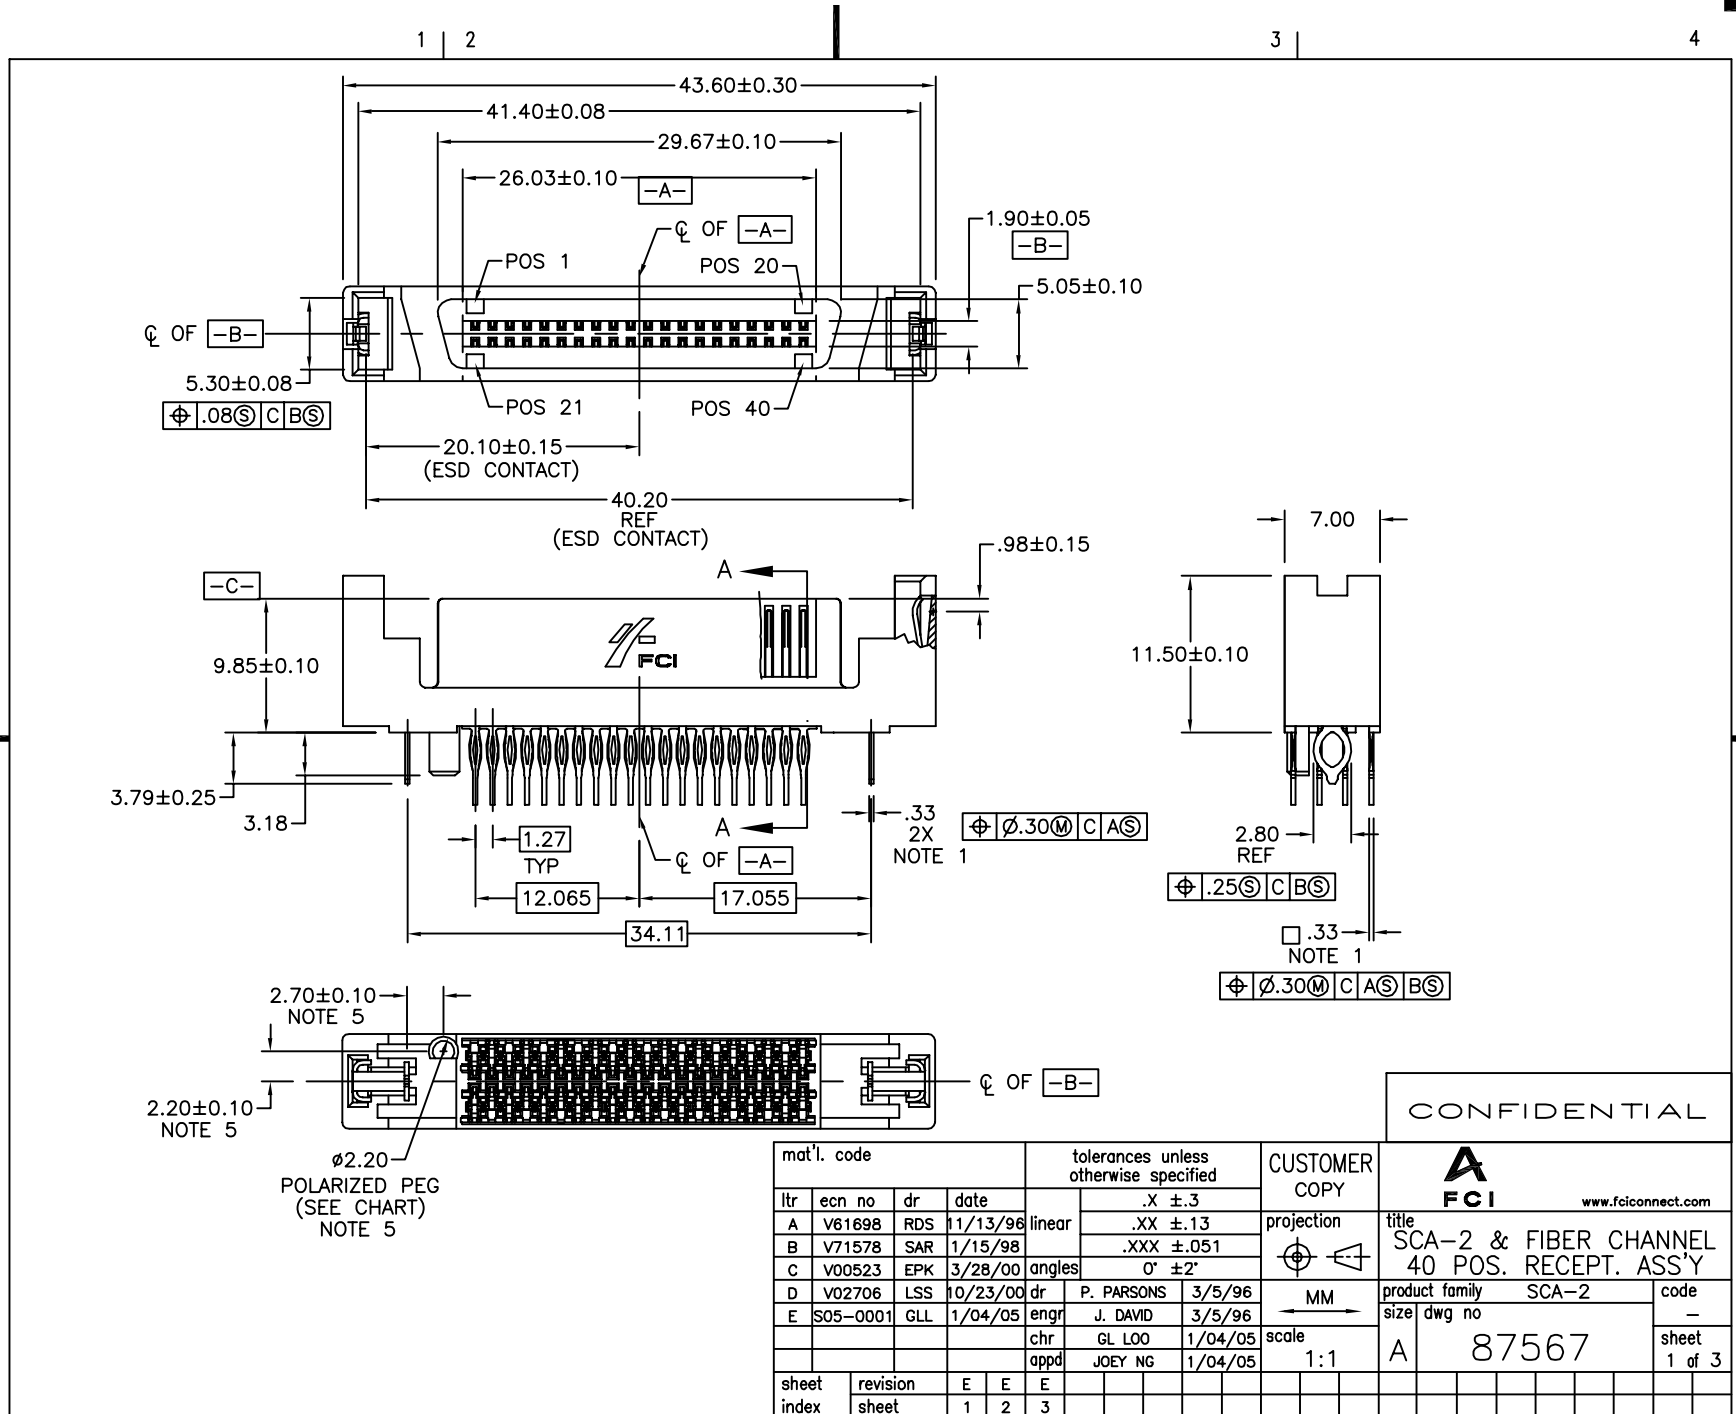 1 2 3 4
43.60±0.30
41.40±0.08
29.67±0.10
26.03±0.10
-A-
℄ OF -A-
1.90±0.05
-B-
POS 1
POS 20
5.05±0.10
℄ OF -B-
5.30±0.08
⌖ .08Ⓢ C BⓈ
POS 21
POS 40
20.10±0.15
(ESD CONTACT)
40.20
REF
(ESD CONTACT)
7.00
.98±0.15
A
-C-
FCI
9.85±0.10
11.50±0.10
3.79±0.25
3.18
.33
2X
NOTE 1
⌖ Ø.30Ⓜ C AⓈ
A
1.27
TYP
℄ OF -A-
2.80
REF
⌖ .25Ⓢ C BⓈ
12.065
17.055
34.11
□ .33
NOTE 1
⌖ Ø.30Ⓜ C AⓈ BⓈ
2.70±0.10
NOTE 5
℄ OF -B-
2.20±0.10
NOTE 5
ø2.20
POLARIZED PEG
(SEE CHART)
NOTE 5
CONFIDENTIAL
mat'l. code
tolerances unless
otherwise specified
CUSTOMER
COPY
FCI
www.fciconnect.com
ltr ecn no dr date
A V61698 RDS 11/13/96
B V71578 SAR 1/15/98
C V00523 EPK 3/28/00
D V02706 LSS 10/23/00
E S05-0001 GLL 1/04/05
linear
.X ±.3
.XX ±.13
.XXX ±.051
angles 0° ±2°
dr P. PARSONS 3/5/96
engr J. DAVID 3/5/96
chr GL LOO 1/04/05
appd JOEY NG 1/04/05
projection
MM
scale
1:1
title
SCA-2 & FIBER CHANNEL
40 POS. RECEPT. ASS'Y
product family SCA-2
code
-
size dwg no
A 87567
sheet
1 of 3
sheet revision E E E
index sheet 1 2 3